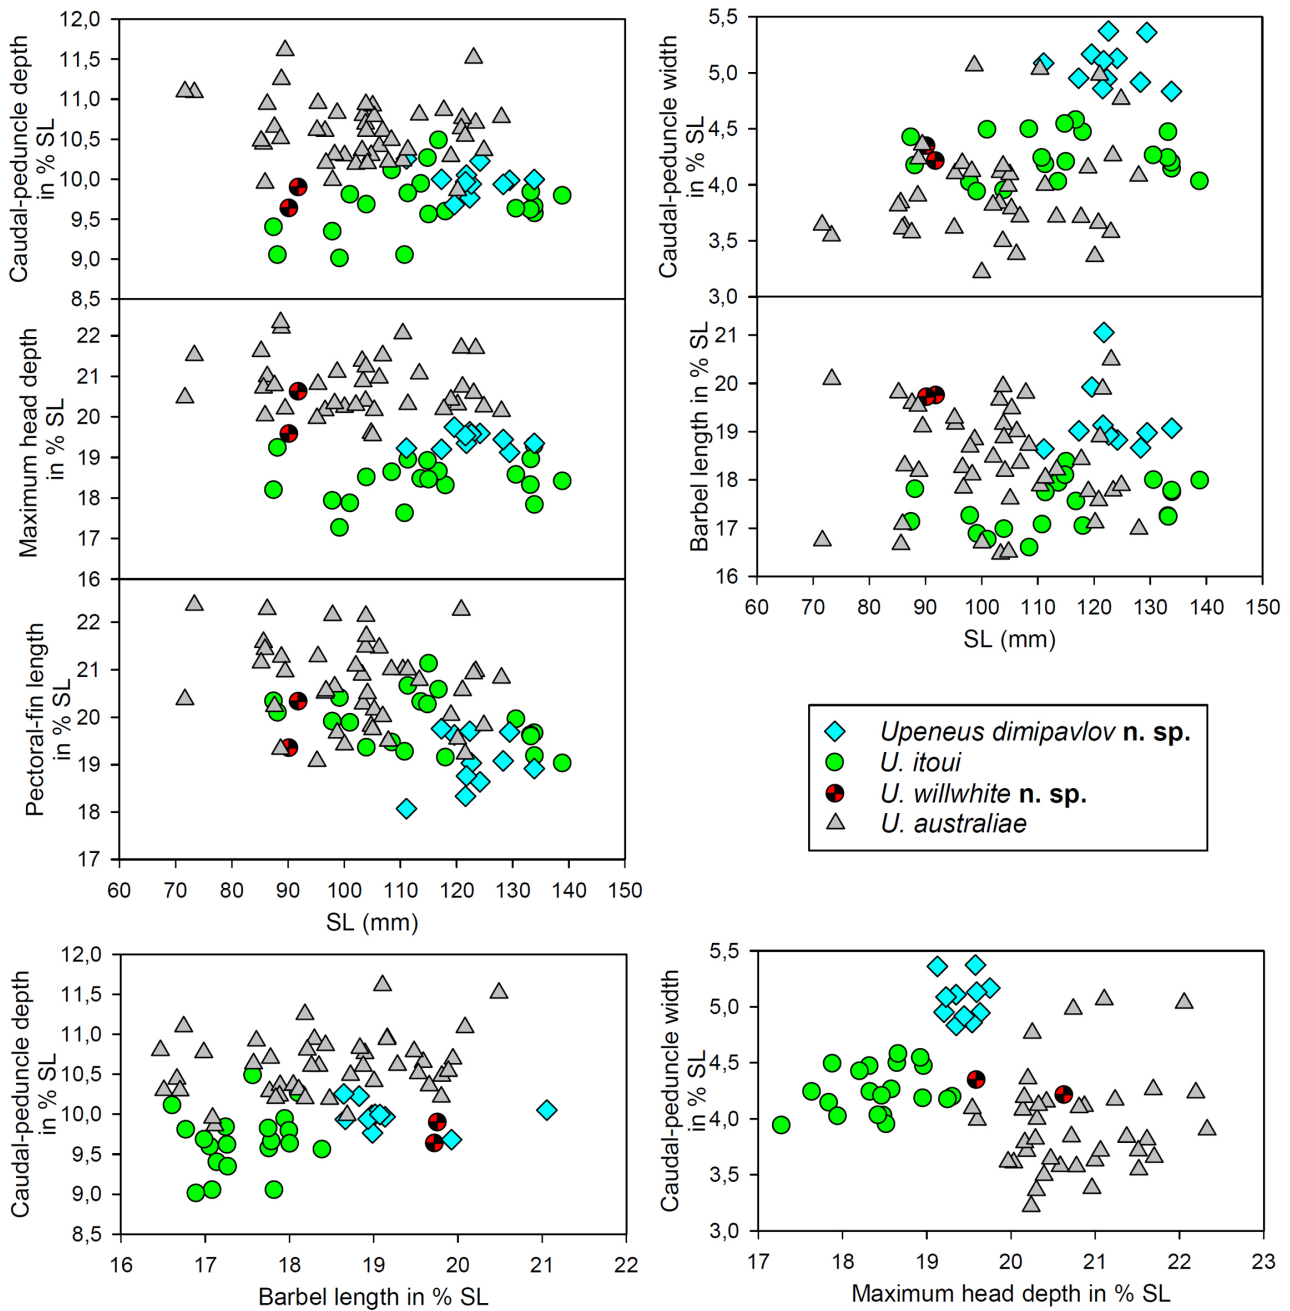 Caudal-peduncle depth
in % SL
12,0
11,5
11,0
10,5
10,0
9,5
9,0
8,5
Maximum head depth
in % SL
22
21
20
19
18
17
16
Pectoral-fin length
in % SL
22
21
20
19
18
17
60 70 80 90 100 110 120 130 140 150
SL (mm)
Caudal-peduncle width
in % SL
5,5
5,0
4,5
4,0
3,5
3,0
Barbel length in % SL
21
20
19
18
17
16
60 70 80 90 100 110 120 130 140 150
SL (mm)
Upeneus dimipavlov n. sp.
U. itoui
U. willwhite n. sp.
U. australiae
Caudal-peduncle depth
in % SL
12,0
11,5
11,0
10,5
10,0
9,5
9,0
8,5
16 17 18 19 20 21 22
Barbel length in % SL
Caudal-peduncle width
in % SL
5,5
5,0
4,5
4,0
3,5
3,0
17 18 19 20 21 22 23
Maximum head depth in % SL